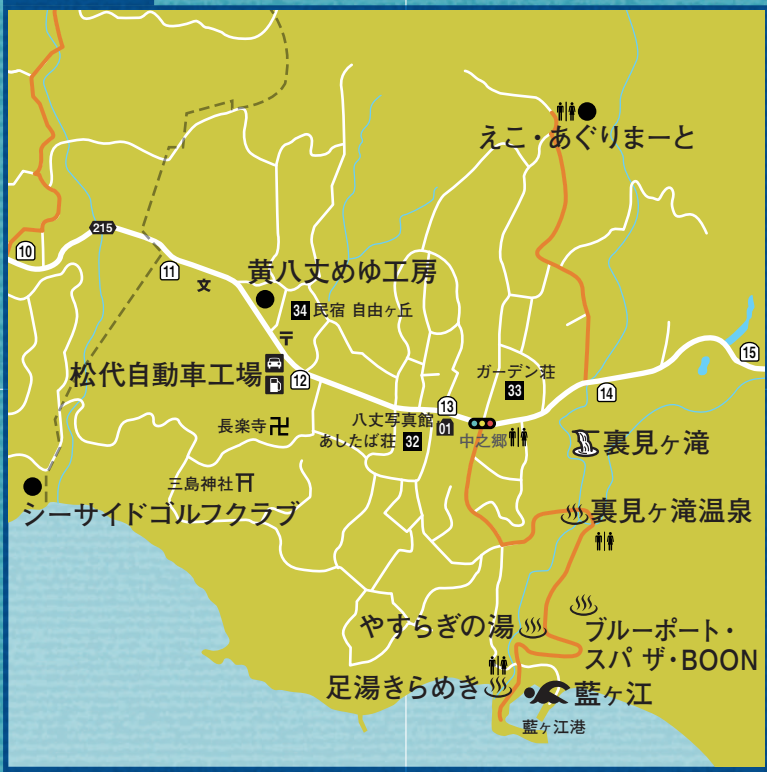 えこ・あぐりまーと
215
10
11
文
黄八丈めゆ工房
34 民宿 自由ヶ丘
〒
松代自動車工場
12
ガーデン荘
33
15
14
13
八丈写真館
01
長楽寺卍
あしたば荘 32
中之郷
裏見ヶ滝
三島神社
シーサイドゴルフクラブ
裏見ヶ滝温泉
やすらぎの湯
ブルーポート・
スパ ザ・BOON
足湯きらめき
藍ヶ江
藍ヶ江港